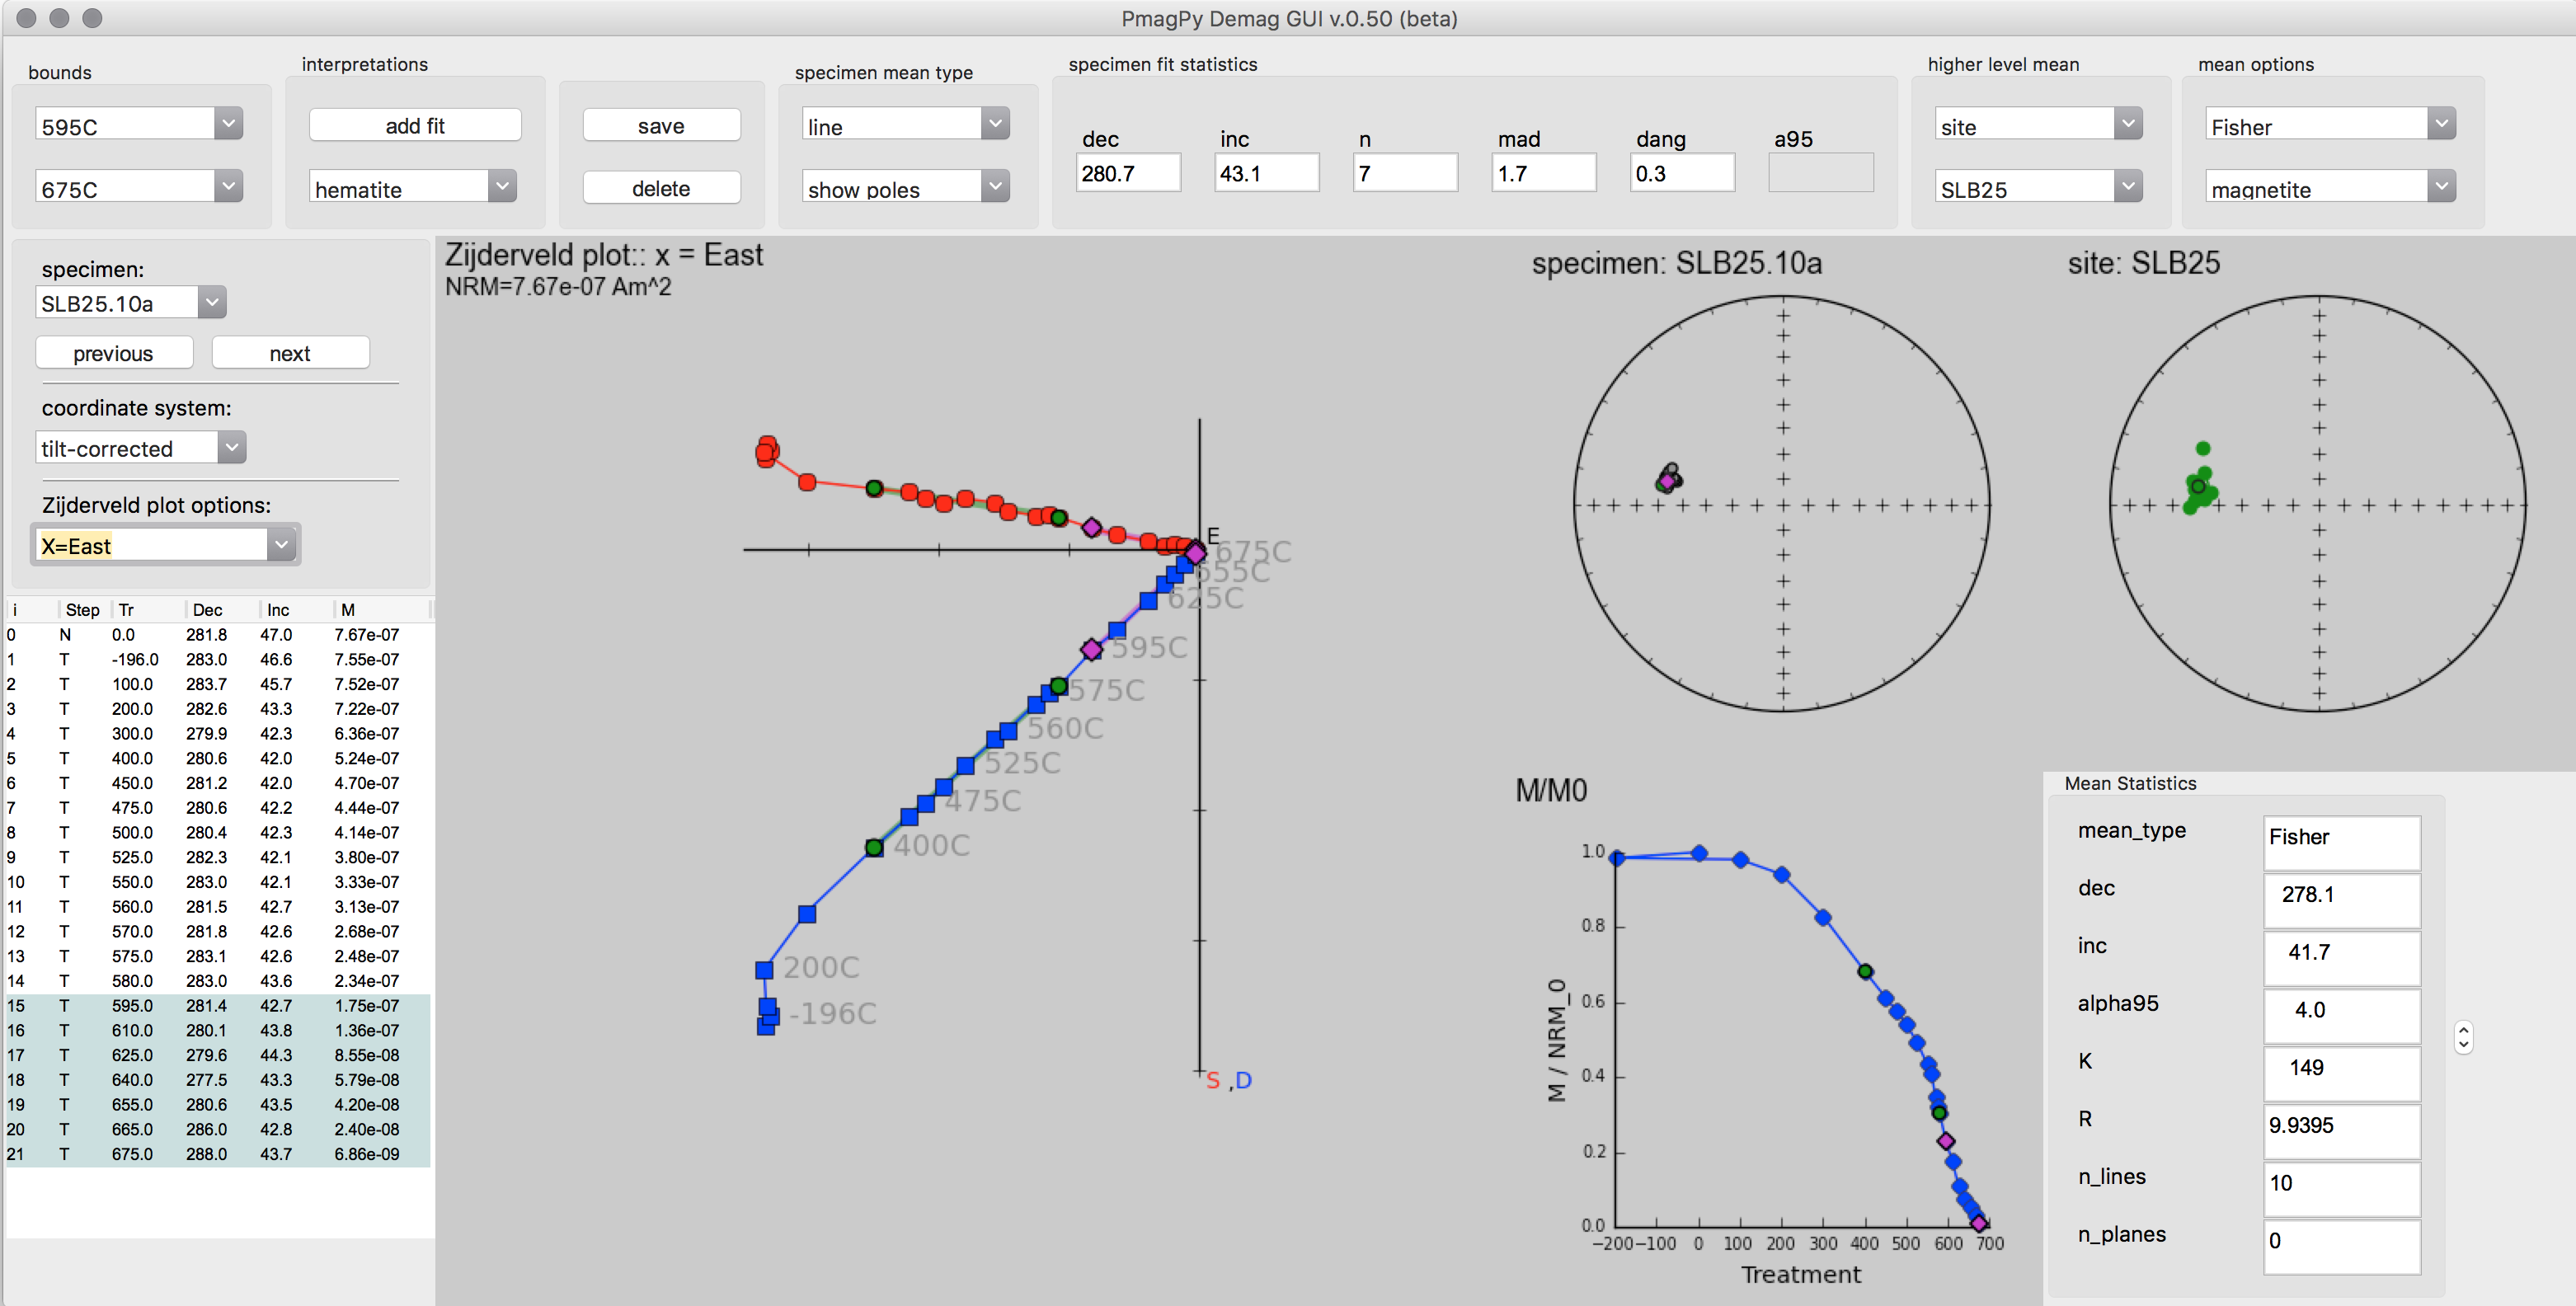 PmagPy Demag GUI v.0.50 (beta)
bounds
595C
675C
interpretations
add fit
hematite
save
delete
specimen mean type
line
show poles
specimen fit statistics
dec inc n mad dang a95
280.7 43.1 7 1.7 0.3
higher level mean
site
SLB25
mean options
Fisher
magnetite
specimen:
SLB25.10a
previous next
coordinate system:
tilt-corrected
Zijderveld plot options:
X=East
i Step Tr Dec Inc M
0 N 0.0 281.8 47.0 7.67e-07
1 T -196.0 283.0 46.6 7.55e-07
2 T 100.0 283.7 45.7 7.52e-07
3 T 200.0 282.6 43.3 7.22e-07
4 T 300.0 279.9 42.3 6.36e-07
5 T 400.0 280.6 42.0 5.24e-07
6 T 450.0 281.2 42.0 4.70e-07
7 T 475.0 280.6 42.2 4.44e-07
8 T 500.0 280.4 42.3 4.14e-07
9 T 525.0 282.3 42.1 3.80e-07
10 T 550.0 283.0 42.1 3.33e-07
11 T 560.0 281.5 42.7 3.13e-07
12 T 570.0 281.8 42.6 2.68e-07
13 T 575.0 283.1 42.6 2.48e-07
14 T 580.0 283.0 43.6 2.34e-07
15 T 595.0 281.4 42.7 1.75e-07
16 T 610.0 280.1 43.8 1.36e-07
17 T 625.0 279.6 44.3 8.55e-08
18 T 640.0 277.5 43.3 5.79e-08
19 T 655.0 280.6 43.5 4.20e-08
20 T 665.0 286.0 42.8 2.40e-08
21 T 675.0 288.0 43.7 6.86e-09
Zijderveld plot:: x = East
NRM=7.67e-07 Am^2
E
675C
655C
625C
595C
575C
560C
525C
475C
400C
200C
-196C
S ,D
specimen: SLB25.10a
site: SLB25
M/M0
M / NRM_0
1.0
0.8
0.6
0.4
0.2
0.0
−200 −100 0 100 200 300 400 500 600 700
Treatment
Mean Statistics
mean_type Fisher
dec 278.1
inc 41.7
alpha95 4.0
K 149
R 9.9395
n_lines 10
n_planes 0